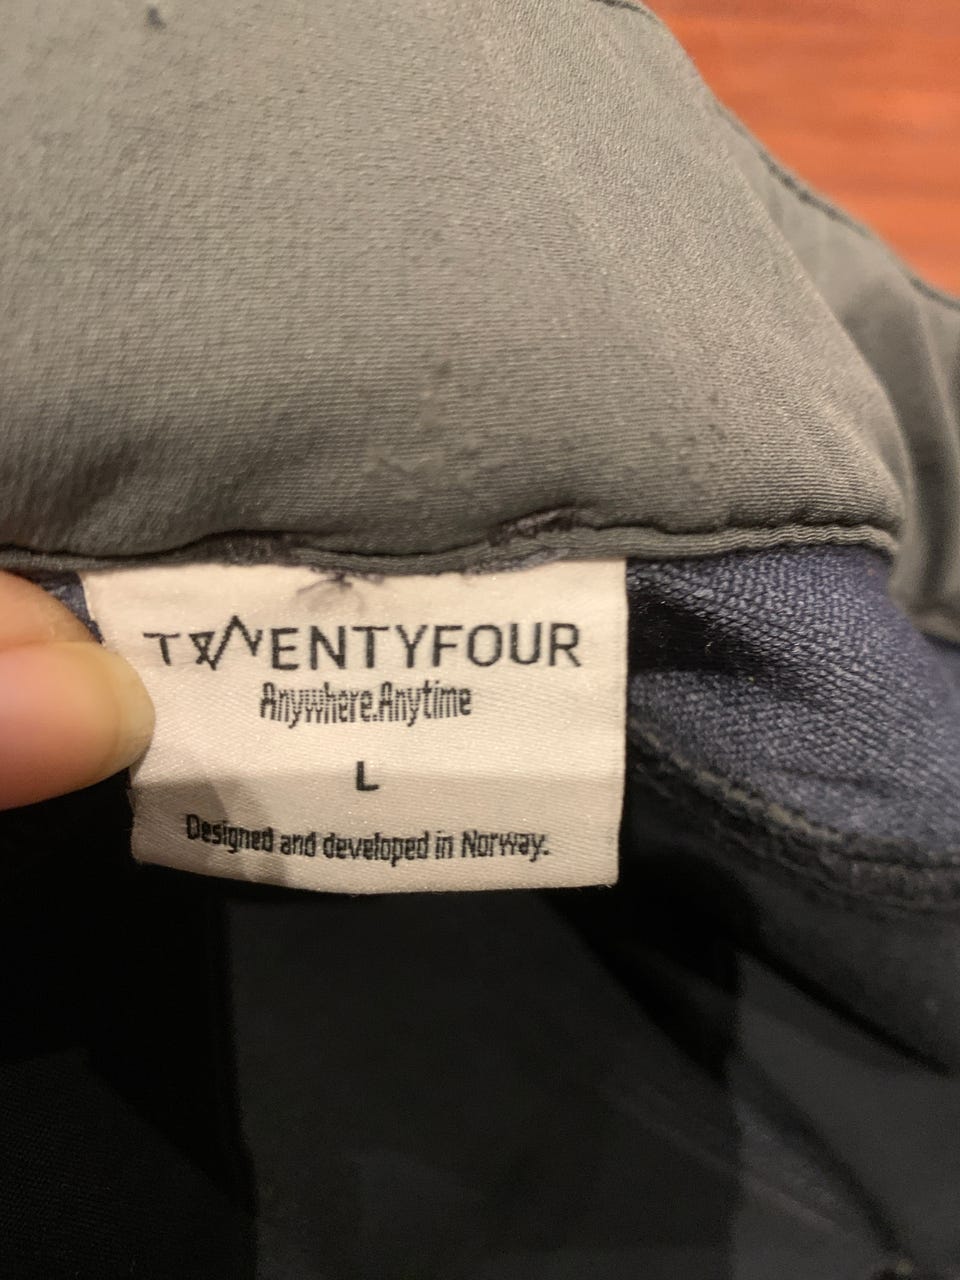 TWENTYFOUR
Anywhere.Anytime
L
Designed and developed in Norway.